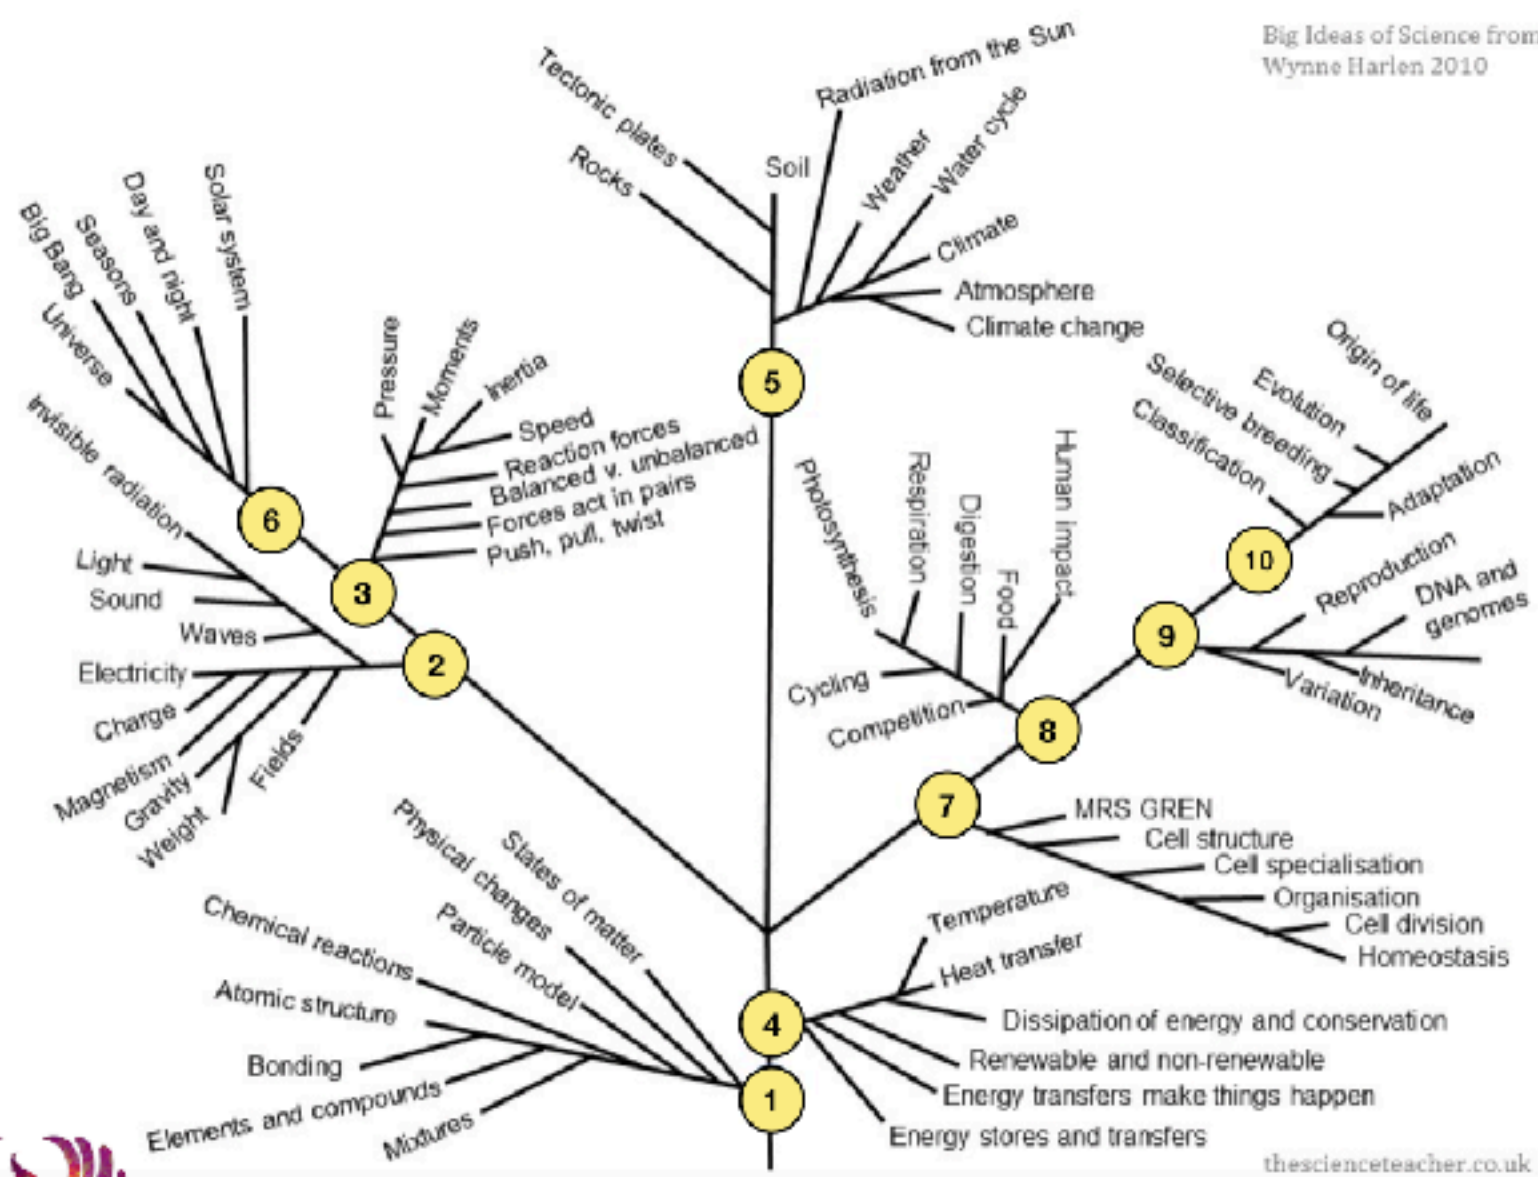 Big Ideas of Science from
Wynne Harlen 2010
Tectonic plates
Rocks
Soil
Radiation from the Sun
Weather
Water cycle
Climate
Atmosphere
Climate change
5
Solar system
Day and night
Seasons
Big Bang
Universe
6
Pressure
Moments
Inertia
Speed
Reaction forces
Balanced v. unbalanced
Forces act in pairs
Push, pull, twist
3
Invisible radiation
Light
Sound
Waves
Electricity
Charge
Magnetism
Gravity
Weight
Fields
2
Origin of life
Evolution
Selective breeding
Classification
Adaptation
10
Reproduction
DNA and
genomes
Inheritance
Variation
9
Photosynthesis
Respiration
Digestion
Food
Human impact
Cycling
Competition
8
7
MRS GREN
Cell structure
Cell specialisation
Organisation
Cell division
Homeostasis
States of matter
Physical changes
Particle model
Chemical reactions
Atomic structure
Bonding
Elements and compounds
Mixtures
4
Temperature
Heat transfer
Dissipation of energy and conservation
Renewable and non-renewable
Energy transfers make things happen
Energy stores and transfers
1
thescienceteacher.co.uk